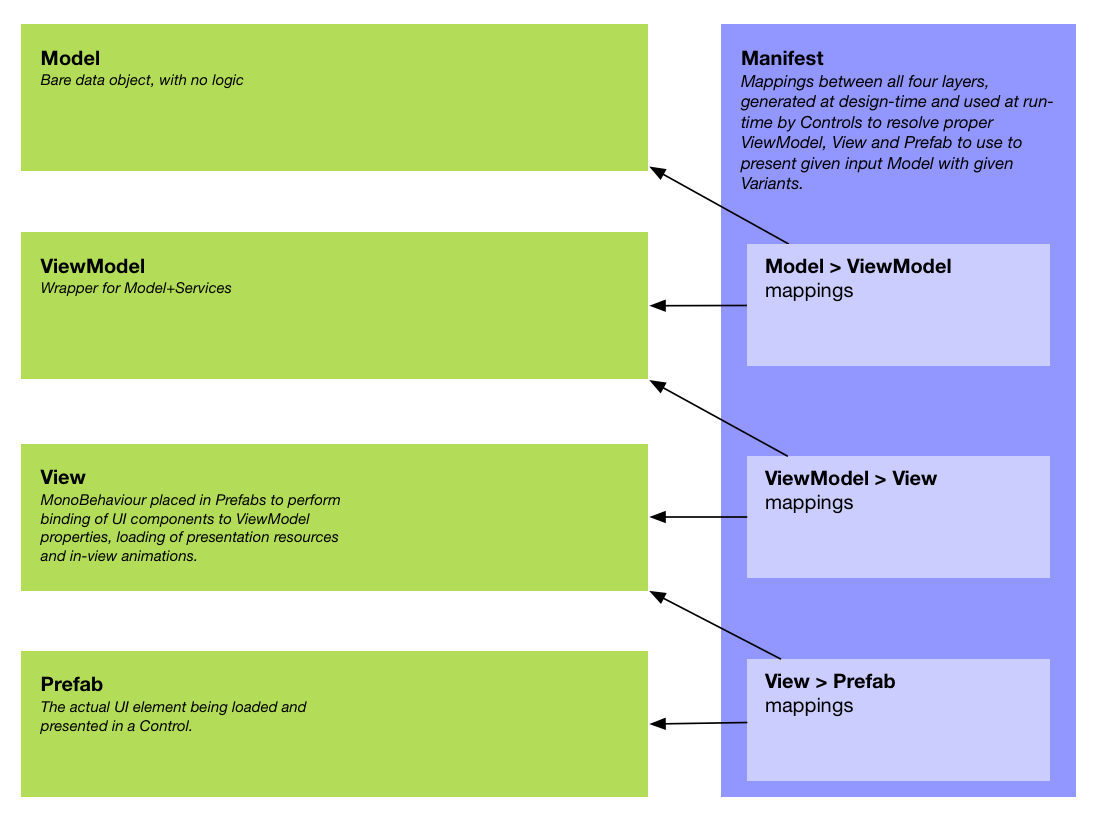 Model
Bare data object, with no logic
ViewModel
Wrapper for Model+Services
View
MonoBehaviour placed in Prefabs to perform
binding of UI components to ViewModel
properties, loading of presentation resources
and in-view animations.
Prefab
The actual UI element being loaded and
presented in a Control.
Manifest
Mappings between all four layers,
generated at design-time and used at run-
time by Controls to resolve proper
ViewModel, View and Prefab to use to
present given input Model with given
Variants.
Model > ViewModel
mappings
ViewModel > View
mappings
View > Prefab
mappings